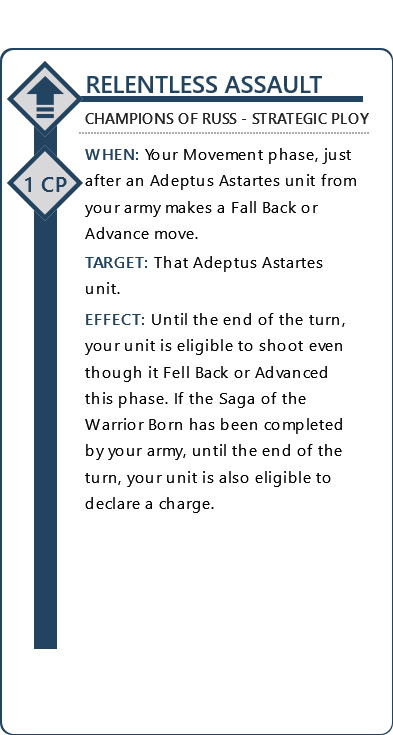 RELENTLESS ASSAULT
CHAMPIONS OF RUSS - STRATEGIC PLOY
1 CP
WHEN: Your Movement phase, just
after an Adeptus Astartes unit from
your army makes a Fall Back or
Advance move.
TARGET: That Adeptus Astartes
unit.
EFFECT: Until the end of the turn,
your unit is eligible to shoot even
though it Fell Back or Advanced
this phase. If the Saga of the
Warrior Born has been completed
by your army, until the end of the
turn, your unit is also eligible to
declare a charge.